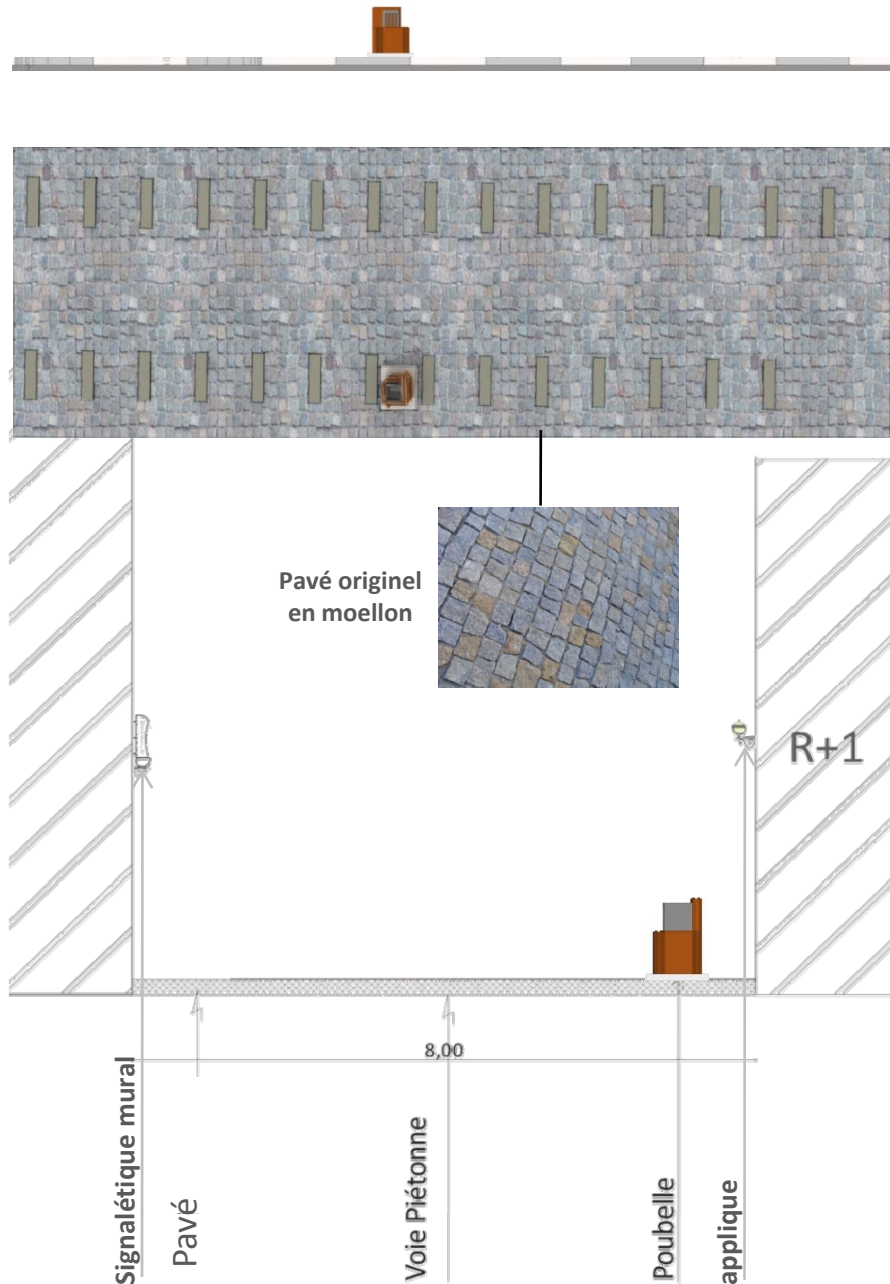 Pavé originel
en moellon
R+1
8,00
Signalétique mural
Pavé
Voie Piétonne
Poubelle
applique